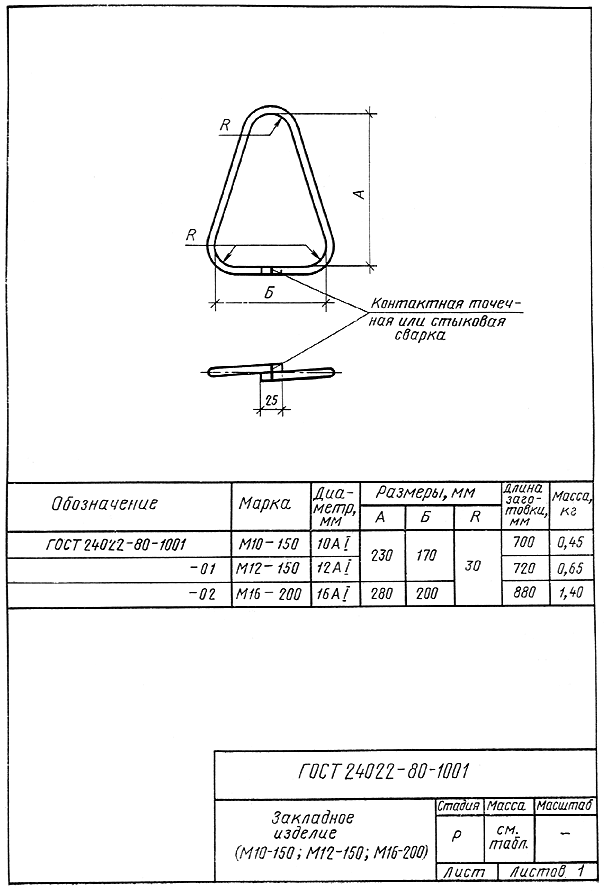 R
A
R
Б
Контактная точеч-
ная или стыковая
сварка
25
Обозначение Марка Диа-метр, мм Размеры, мм Длина заго-товки, мм Масса, кг
А Б R
ГОСТ 24022-80-1001 М10-150 10АI 230 170 30 700 0,45
-01 М12-150 12АI 720 0,65
-02 М16-200 16АI 280 200 880 1,40
ГОСТ 24022-80-1001
Закладное
изделие
(М10-150; М12-150; М16-200)
Стадия Масса Масштаб
Р см. табл. –
Лист Листов 1